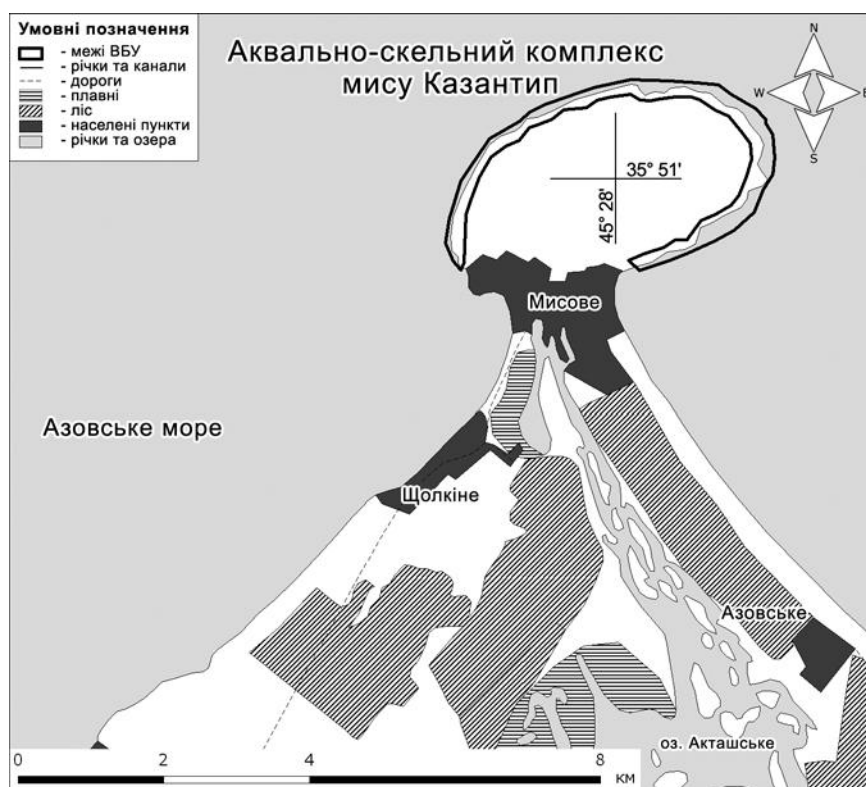 Умовні позначення
- межі ВБУ
- річки та канали
- дороги
- плавні
- ліс
- населені пункти
- річки та озера
Аквально-скельний комплекс
мису Казантип
N
W
E
S
35° 51'
45° 28'
Мисове
Азовське море
Щолкіне
Азовське
оз. Акташське
0 2 4 8
км